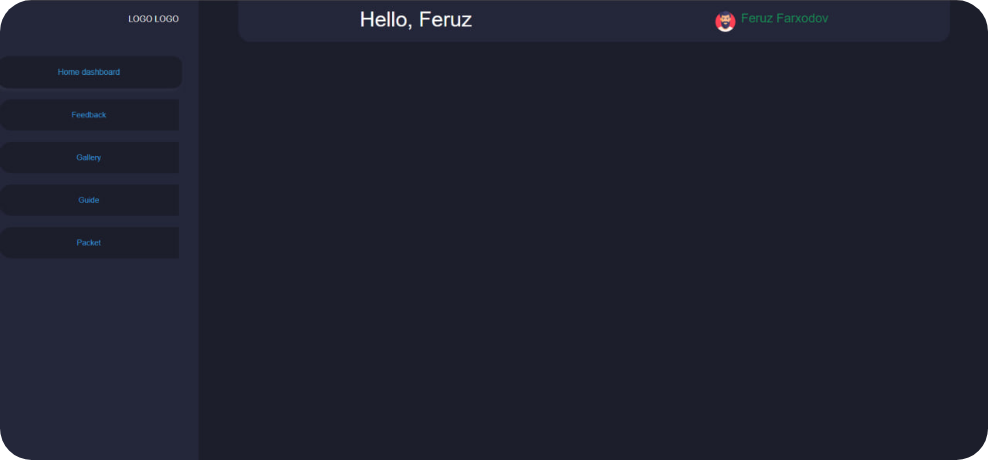 LOGO LOGO
Hello, Feruz
Feruz Farxodov
Home dashboard
Feedback
Gallery
Guide
Packet